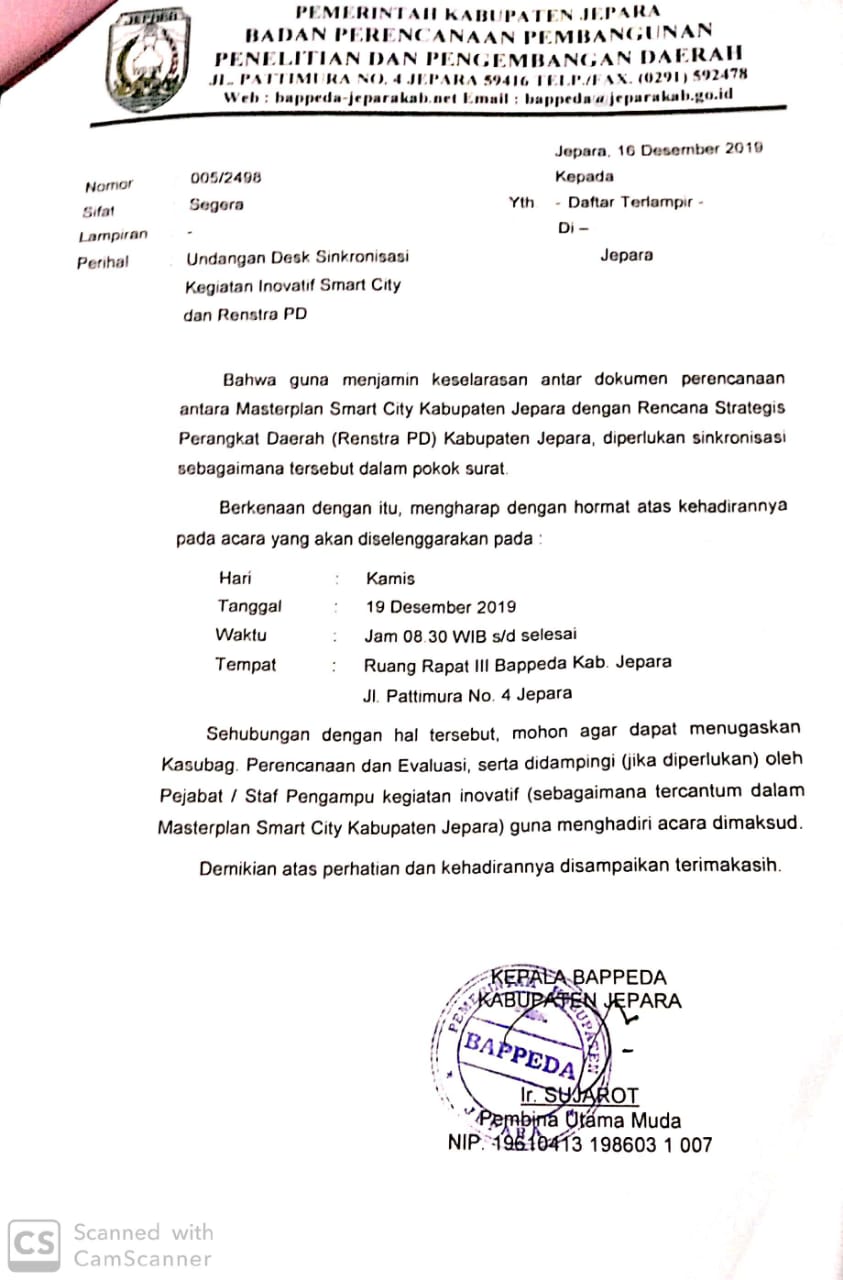 JEPARA
PEMERINTAH KABUPATEN JEPARA
BADAN PERENCANAAN PEMBANGUNAN
PENELITIAN DAN PENGEMBANGAN DAERAH
JL. PATTIMURA NO. 4 JEPARA 59416 TELP./FAX. (0291) 592478
Web : bappeda-jeparakab.net Email : bappeda@jeparakab.go.id
Jepara, 16 Desember 2019
Nomor 005/2498 Kepada
Sifat Segera Yth - Daftar Terlampir -
Lampiran - Di –
Perihal Undangan Desk Sinkronisasi Jepara
Kegiatan Inovatif Smart City
dan Renstra PD
Bahwa guna menjamin keselarasan antar dokumen perencanaan
antara Masterplan Smart City Kabupaten Jepara dengan Rencana Strategis
Perangkat Daerah (Renstra PD) Kabupaten Jepara, diperlukan sinkronisasi
sebagaimana tersebut dalam pokok surat.
Berkenaan dengan itu, mengharap dengan hormat atas kehadirannya
pada acara yang akan diselenggarakan pada :
Hari : Kamis
Tanggal : 19 Desember 2019
Waktu : Jam 08.30 WIB s/d selesai
Tempat : Ruang Rapat III Bappeda Kab. Jepara
Jl. Pattimura No. 4 Jepara
Sehubungan dengan hal tersebut, mohon agar dapat menugaskan
Kasubag. Perencanaan dan Evaluasi, serta didampingi (jika diperlukan) oleh
Pejabat / Staf Pengampu kegiatan inovatif (sebagaimana tercantum dalam
Masterplan Smart City Kabupaten Jepara) guna menghadiri acara dimaksud.
Demikian atas perhatian dan kehadirannya disampaikan terimakasih.
KEPALA BAPPEDA
KABUPATEN JEPARA
PEMERINTAH KABUPATEN
BAPPEDA
JEPARA
Ir. SUJAROT
Pembina Utama Muda
NIP. 19610413 198603 1 007
CS Scanned with
CamScanner